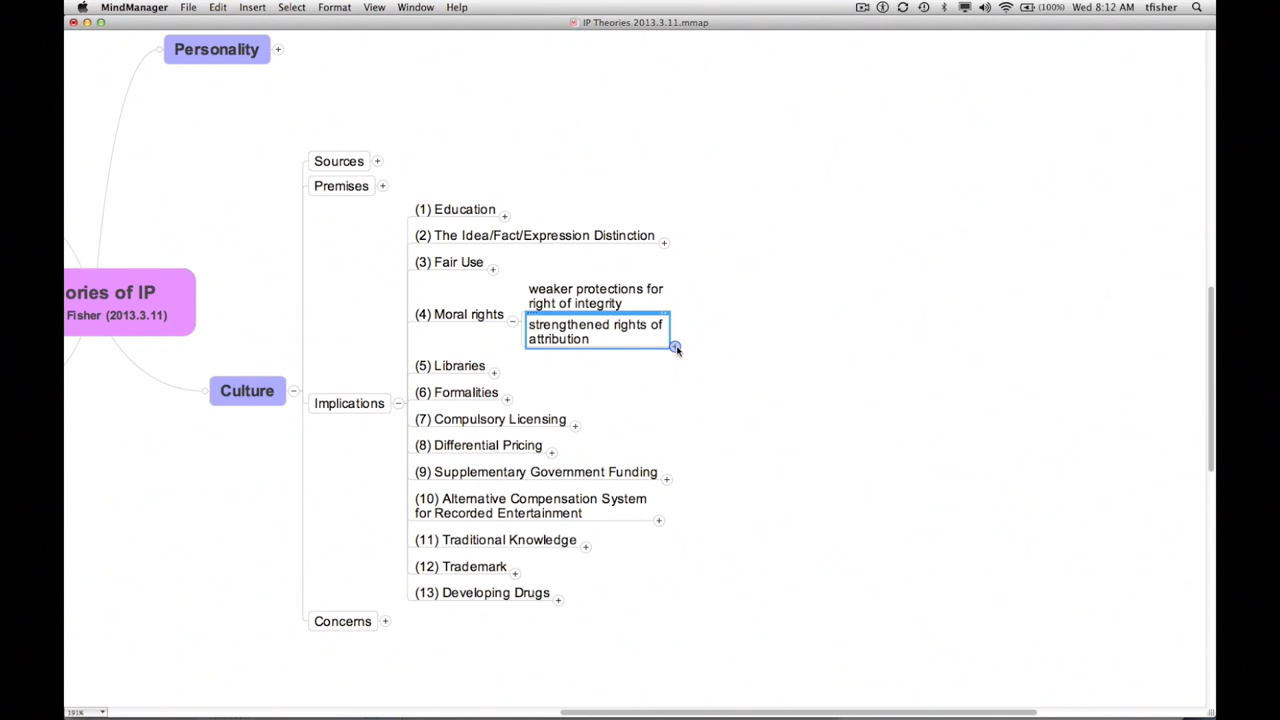 MindManager File Edit Insert Select Format View Window Help (100%) Wed 8:12 AM tfisher
IP Theories 2013.3.11.mmap
Personality
Sources
Premises
(1) Education
(2) The Idea/Fact/Expression Distinction
(3) Fair Use
weaker protections for
right of integrity
(4) Moral rights
strengthened rights of
attribution
ories of IP
Fisher (2013.3.11)
(5) Libraries
(6) Formalities
Culture
Implications
(7) Compulsory Licensing
(8) Differential Pricing
(9) Supplementary Government Funding
(10) Alternative Compensation System
for Recorded Entertainment
(11) Traditional Knowledge
(12) Trademark
(13) Developing Drugs
Concerns
191%